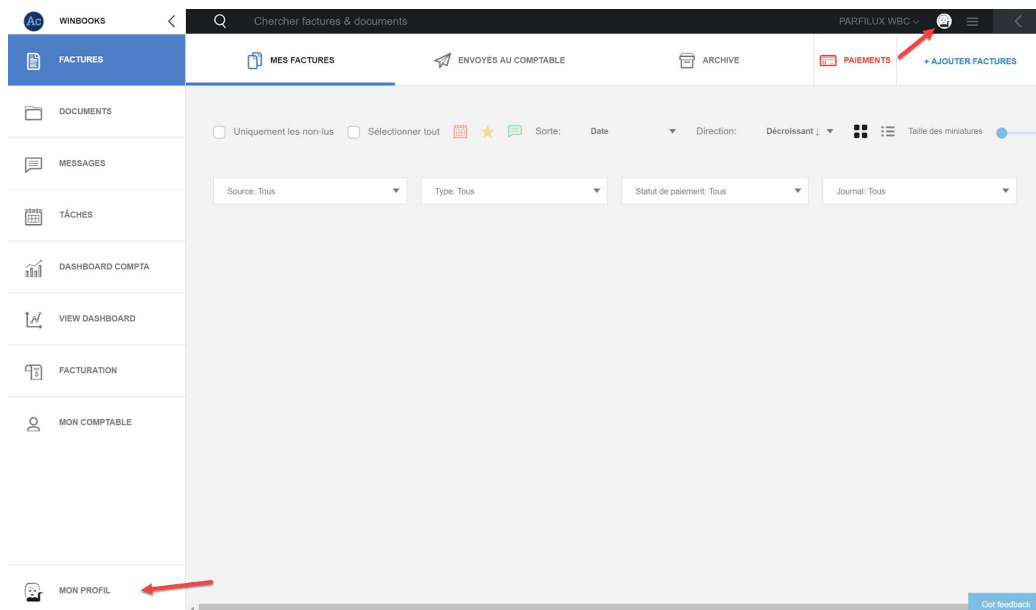 Ac WINBOOKS
Chercher factures & documents
PARFILUX WBC
FACTURES
MES FACTURES
ENVOYÉS AU COMPTABLE
ARCHIVE
PAIEMENTS
+ AJOUTER FACTURES
DOCUMENTS
Uniquement les non-lus
Sélectionner tout
Sorte: Date
Direction: Décroissant ↓
Taille des miniatures
MESSAGES
Source: Tous
Type: Tous
Statut de paiement: Tous
Journal: Tous
TÂCHES
DASHBOARD COMPTA
VIEW DASHBOARD
FACTURATION
MON COMPTABLE
MON PROFIL
Got feedback